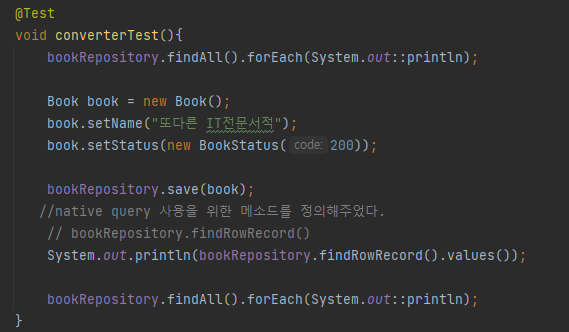 @Test
void converterTest(){
bookRepository.findAll().forEach(System.out::println);
Book book = new Book();
book.setName("또다른 IT전문서적");
book.setStatus(new BookStatus( code: 200));
bookRepository.save(book);
//native query 사용을 위한 메소드를 정의해주었다.
// bookRepository.findRowRecord()
System.out.println(bookRepository.findRowRecord().values());
bookRepository.findAll().forEach(System.out::println);
}